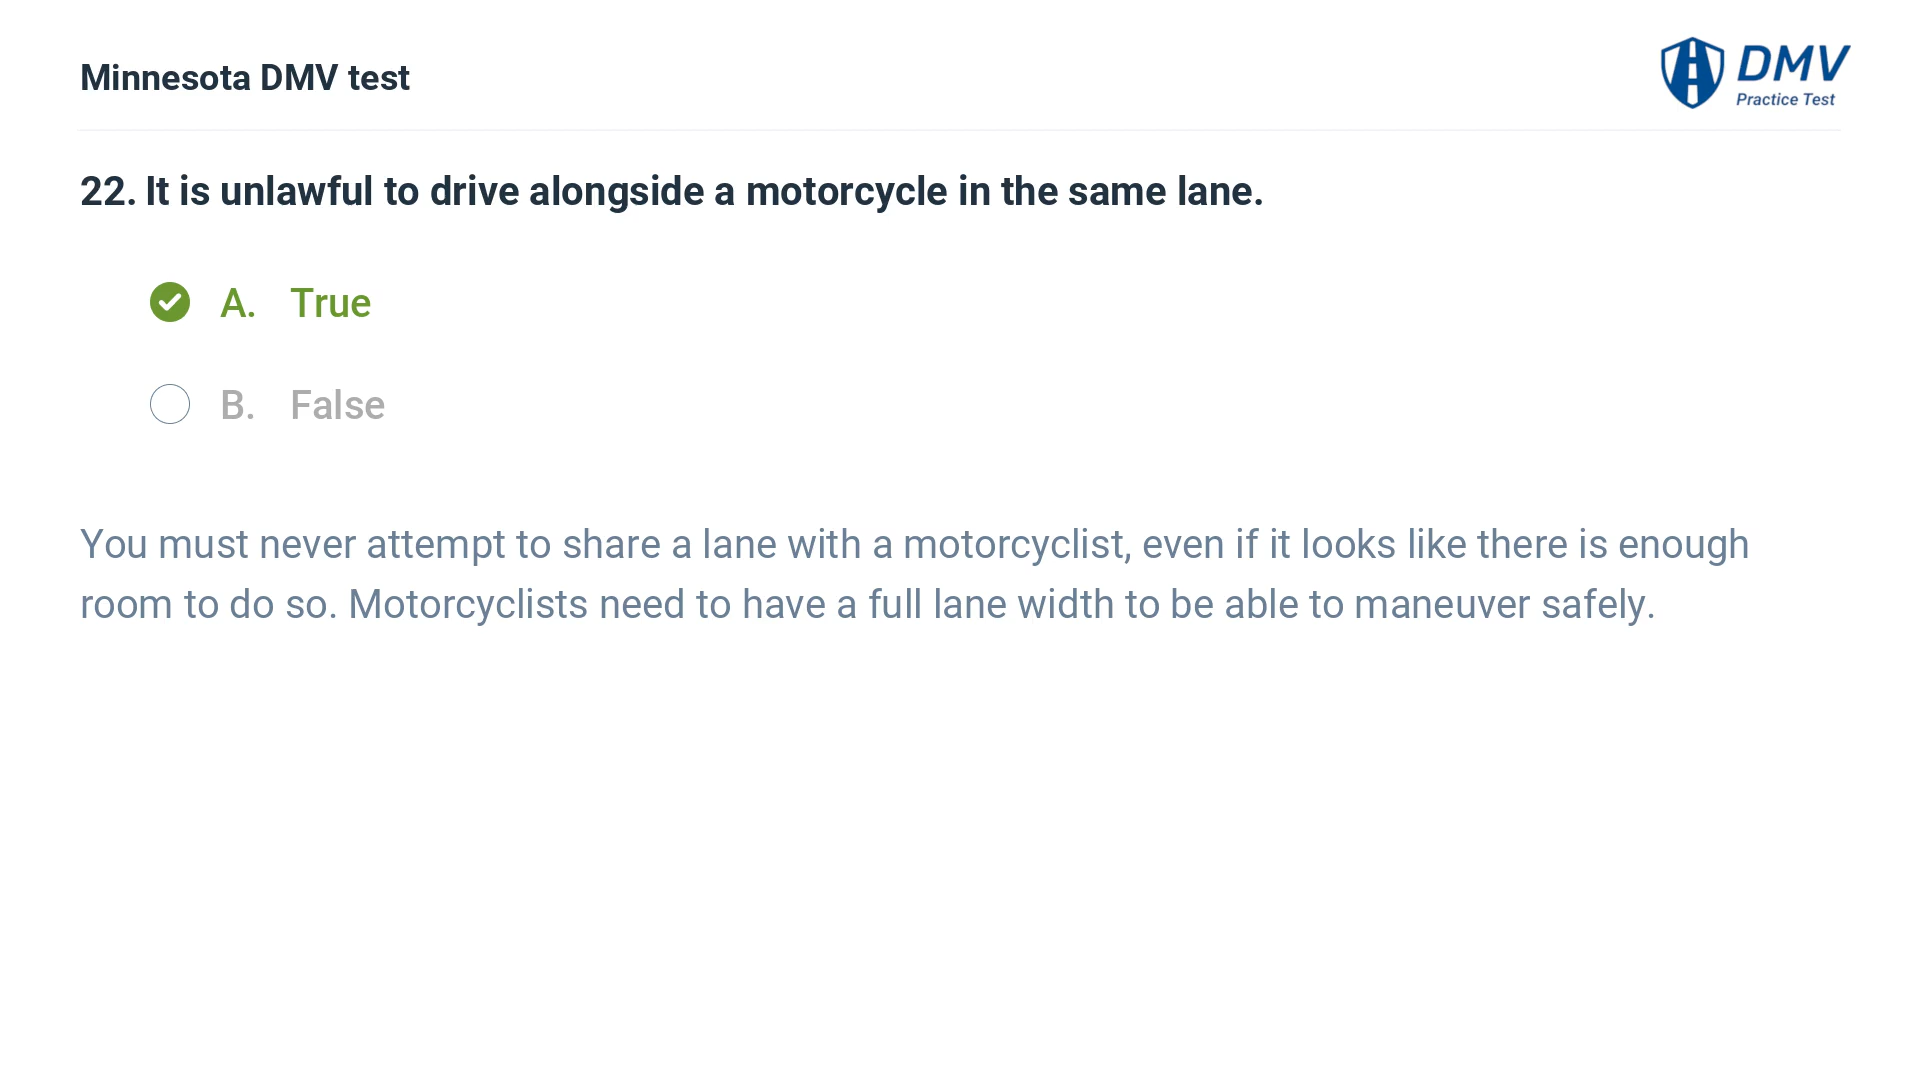 Minnesota DMV test
DMV
Practice Test
22. It is unlawful to drive alongside a motorcycle in the same lane.
A. True
B. False
You must never attempt to share a lane with a motorcyclist, even if it looks like there is enough
room to do so. Motorcyclists need to have a full lane width to be able to maneuver safely.